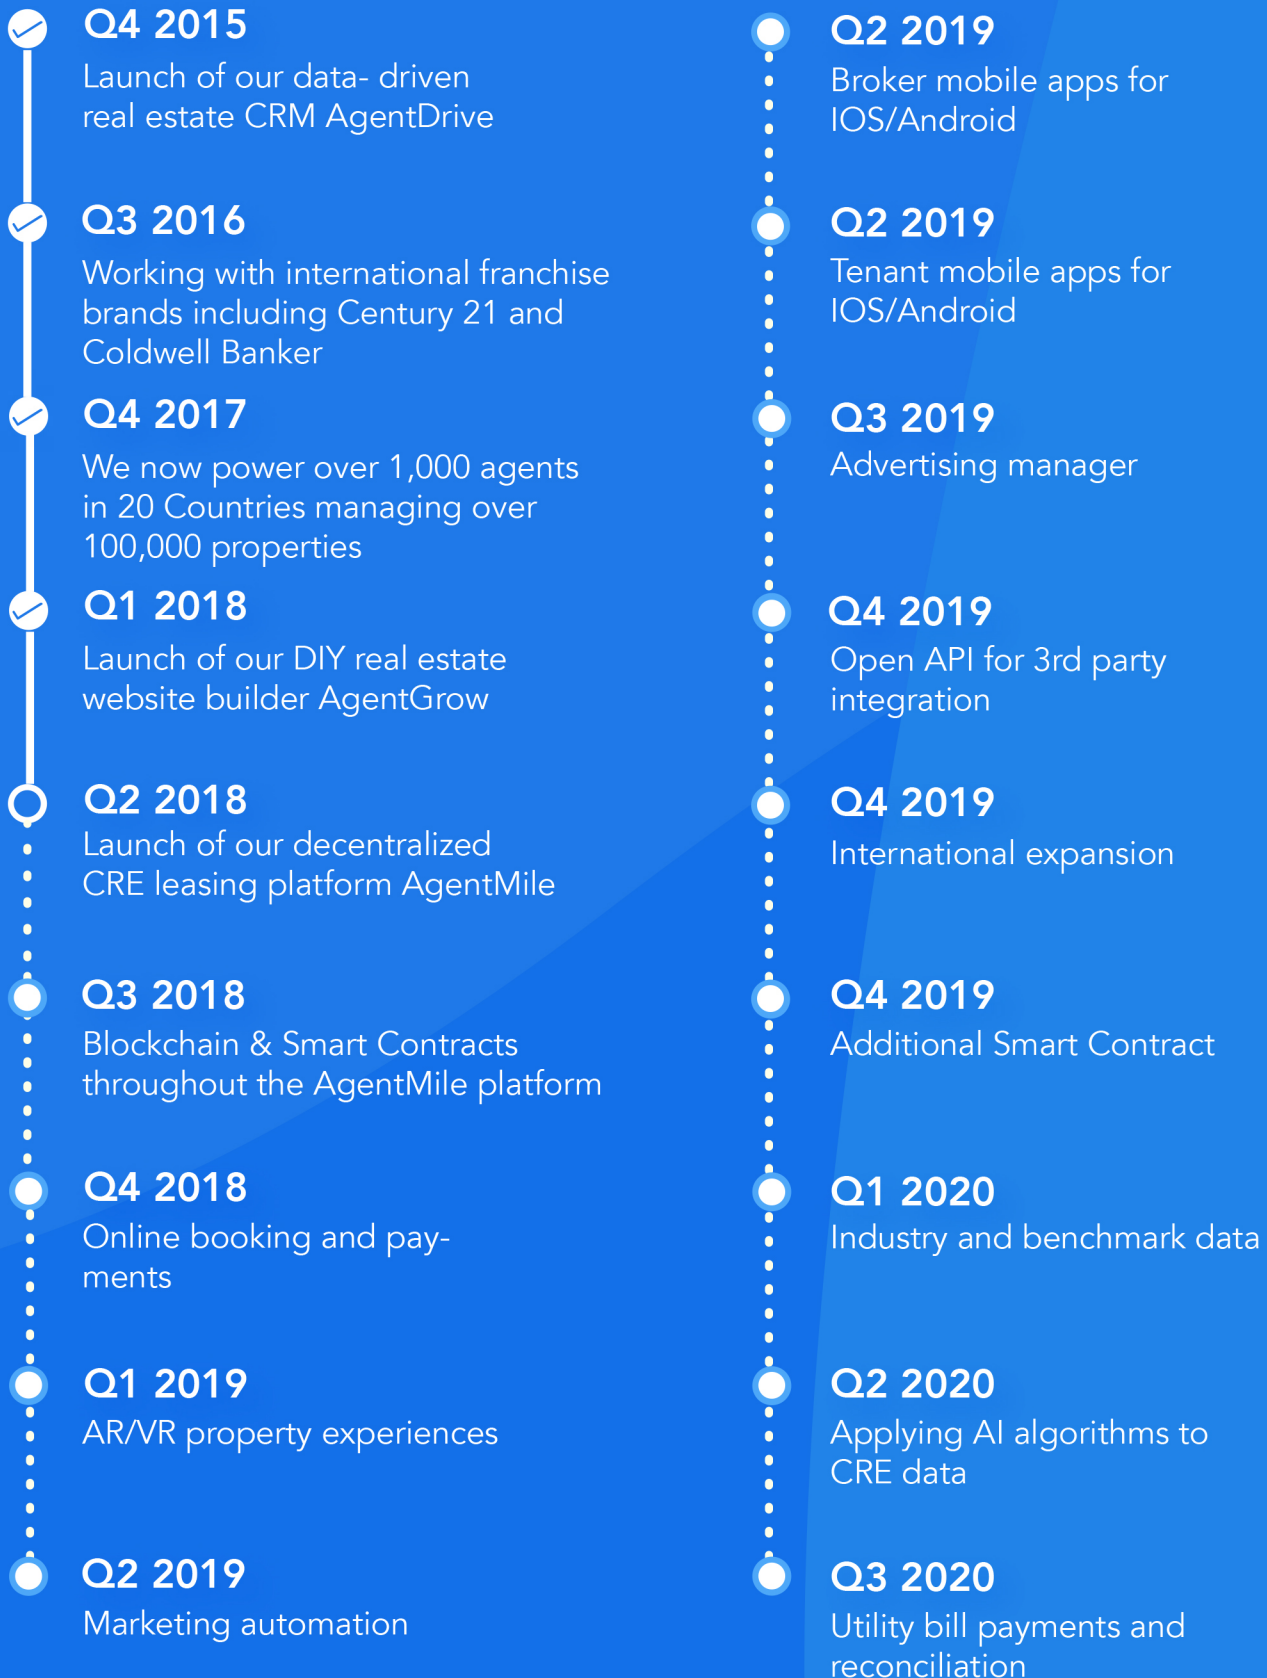 Q4 2015
Launch of our data- driven
real estate CRM AgentDrive
Q3 2016
Working with international franchise
brands including Century 21 and
Coldwell Banker
Q4 2017
We now power over 1,000 agents
in 20 Countries managing over
100,000 properties
Q1 2018
Launch of our DIY real estate
website builder AgentGrow
Q2 2018
Launch of our decentralized
CRE leasing platform AgentMile
Q3 2018
Blockchain & Smart Contracts
throughout the AgentMile platform
Q4 2018
Online booking and pay-
ments
Q1 2019
AR/VR property experiences
Q2 2019
Marketing automation
Q2 2019
Broker mobile apps for
IOS/Android
Q2 2019
Tenant mobile apps for
IOS/Android
Q3 2019
Advertising manager
Q4 2019
Open API for 3rd party
integration
Q4 2019
International expansion
Q4 2019
Additional Smart Contract
Q1 2020
Industry and benchmark data
Q2 2020
Applying AI algorithms to
CRE data
Q3 2020
Utility bill payments and
reconciliation